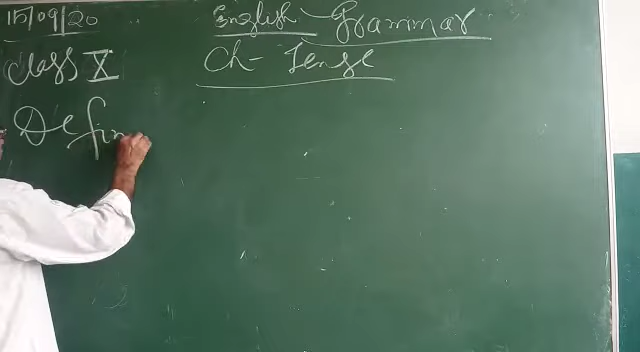 15/09/20
English Grammar
Class X
Ch- Tense
Defin